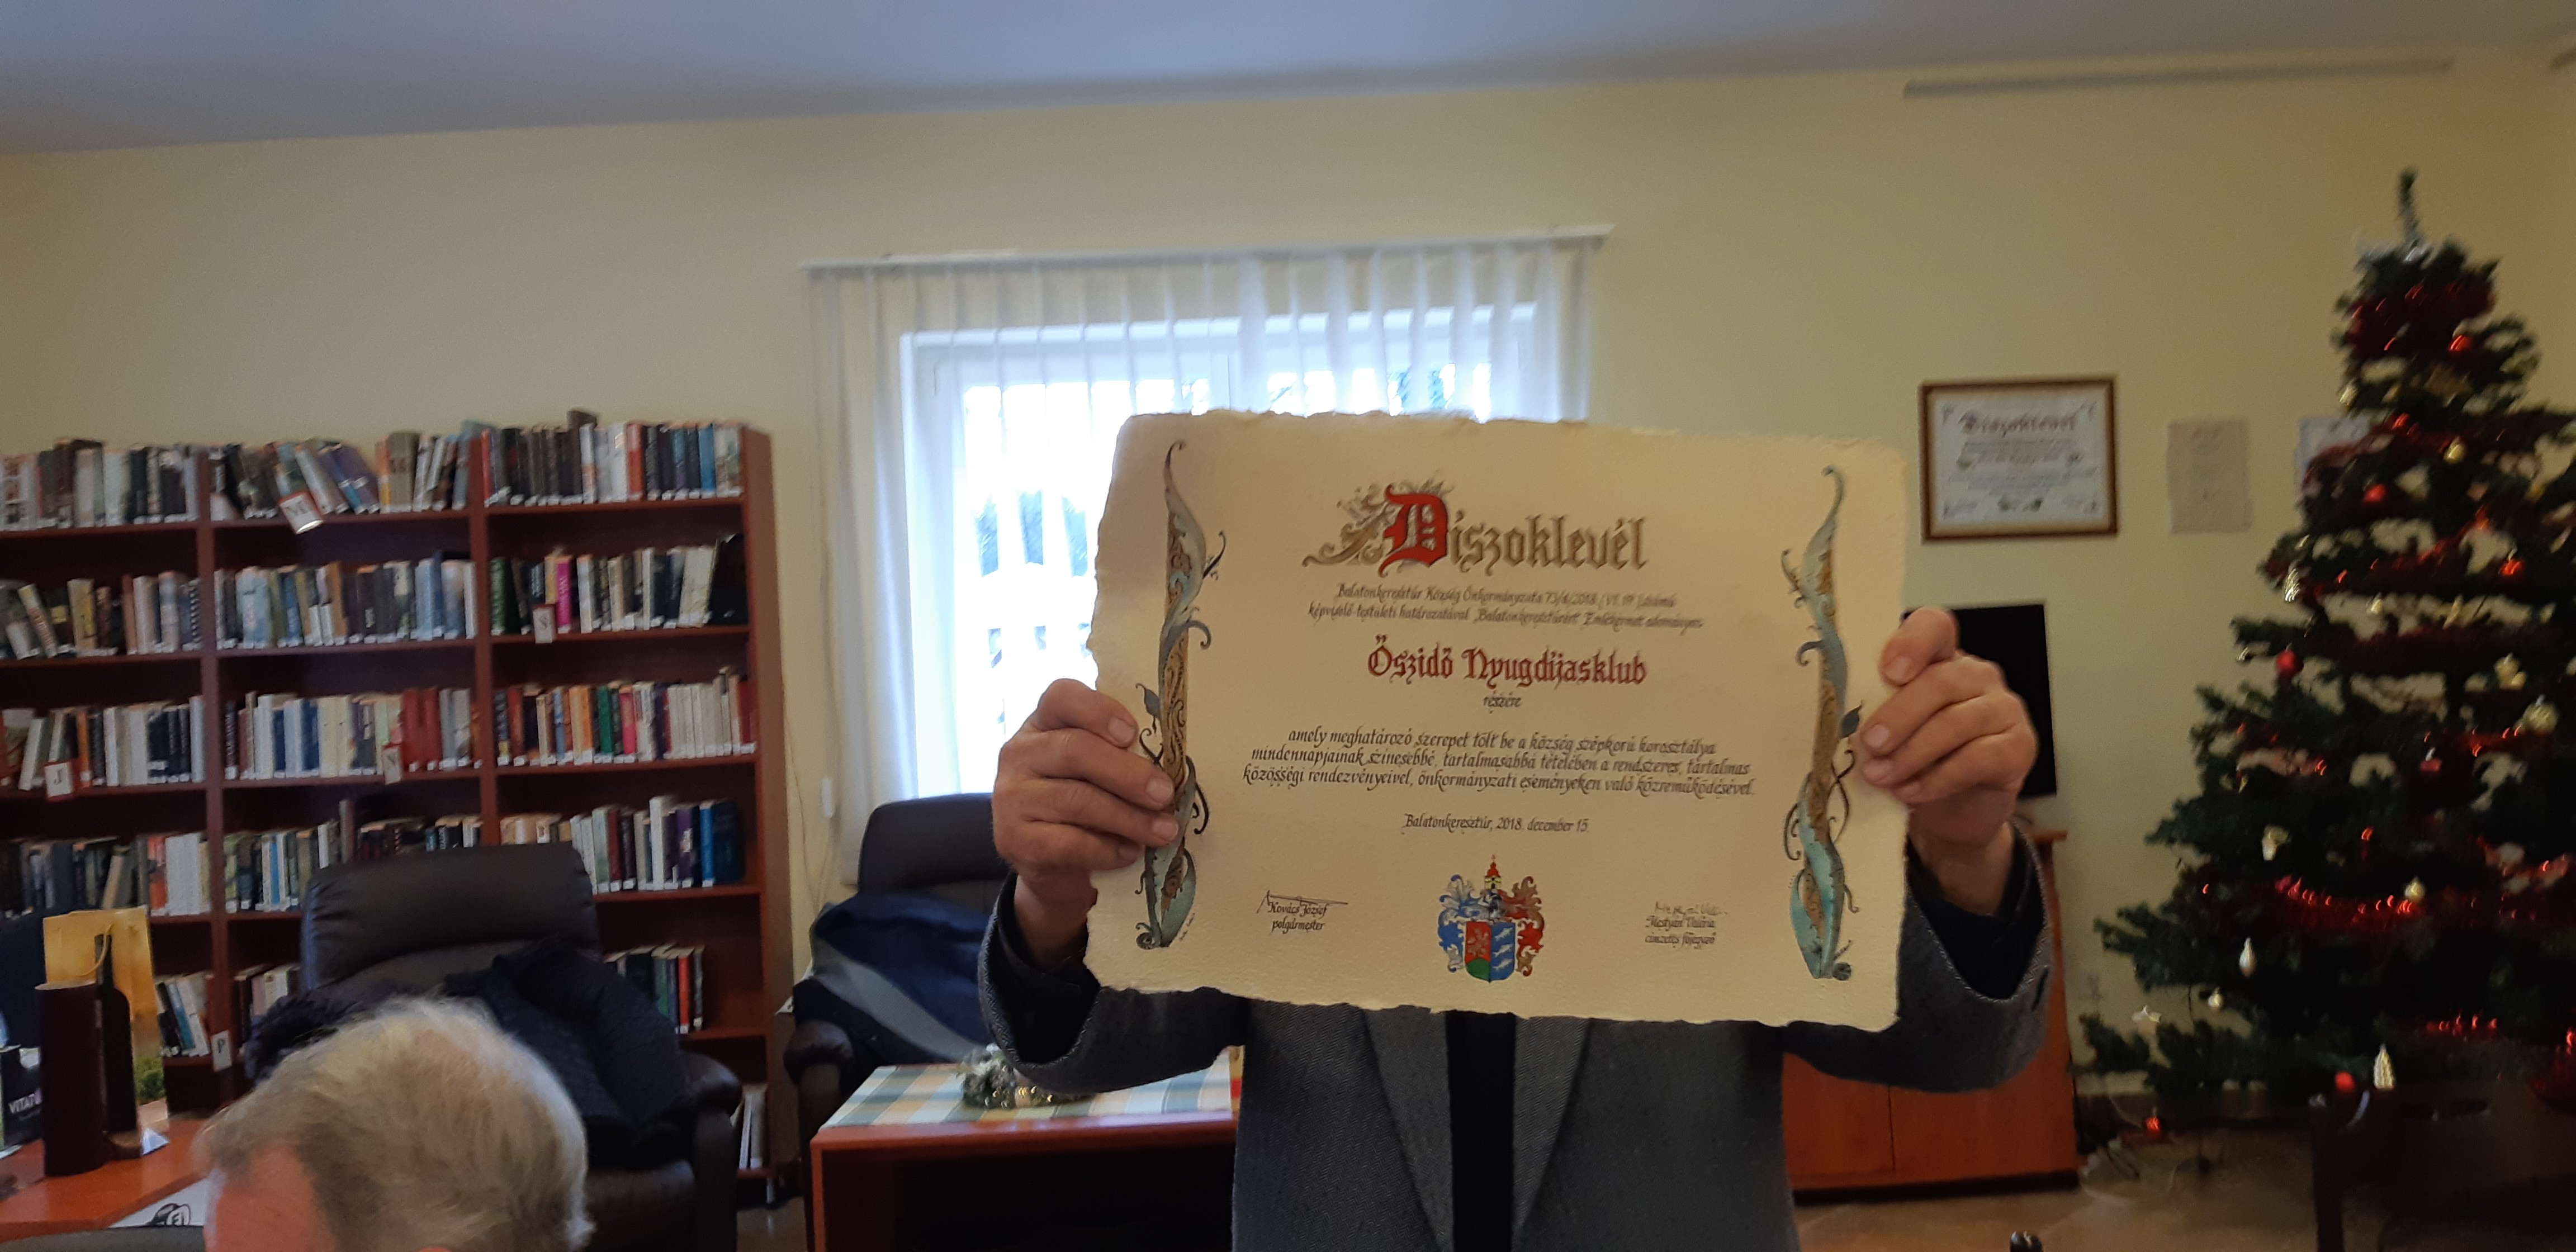 Díszoklevél
Balatonkeresztúr Község Önkormányzata 73/4/2018 (VI. 19.) számú
képviselő-testületi határozatával „Balatonkeresztúrért" Emlékérmet adományoz
Őszidő Nyugdíjasklub
részére
amely meghatározó szerepet tölt be a község szépkorú korosztálya
mindennapjainak színesebbé, tartalmasabbá tételében a rendszeres, tartalmas
közösségi rendezvényeivel, önkormányzati eseményeken való közreműködésével.
Balatonkeresztúr, 2018. december 15.
Kovács József
polgármester
Mestyán Valéria
címzetes főjegyző
Díszoklevél
M
S
J
N
P